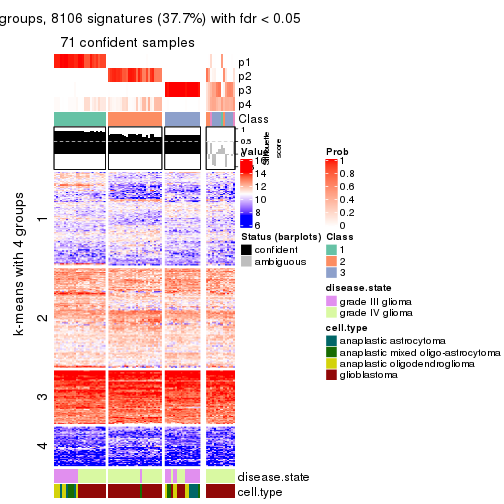 groups, 8106 signatures (37.7%) with fdr < 0.05
71 confident samples
p1
p2
p3
p4
Class
1
0.5
0
Silhouette
score
Value
16
14
12
10
8
6
Prob
1
0.8
0.6
0.4
0.2
0
Status (barplots)
confident
ambiguous
Class
1
2
3
disease.state
grade III glioma
grade IV glioma
cell.type
anaplastic astrocytoma
anaplastic mixed oligo-astrocytoma
anaplastic oligodendroglioma
glioblastoma
k-means with 4 groups
1
2
3
4
disease.state
cell.type